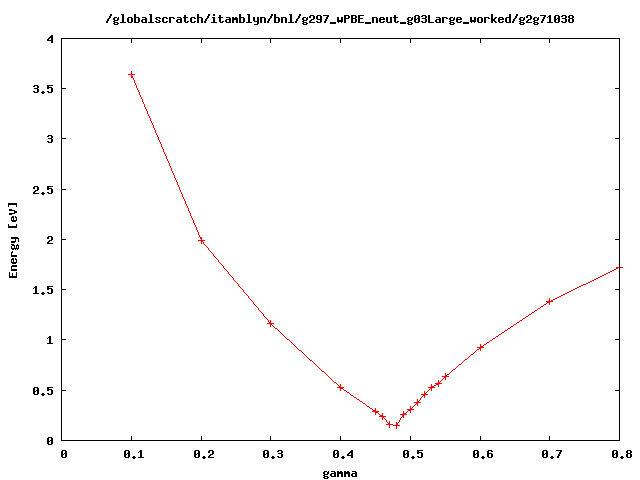 /globalscratch/itamblyn/bnl/g297_wPBE_neut_g03Large_worked/g2g71038
4
3.5
3
2.5
2
1.5
1
0.5
0
Energy [eV]
0 0.1 0.2 0.3 0.4 0.5 0.6 0.7 0.8
gamma